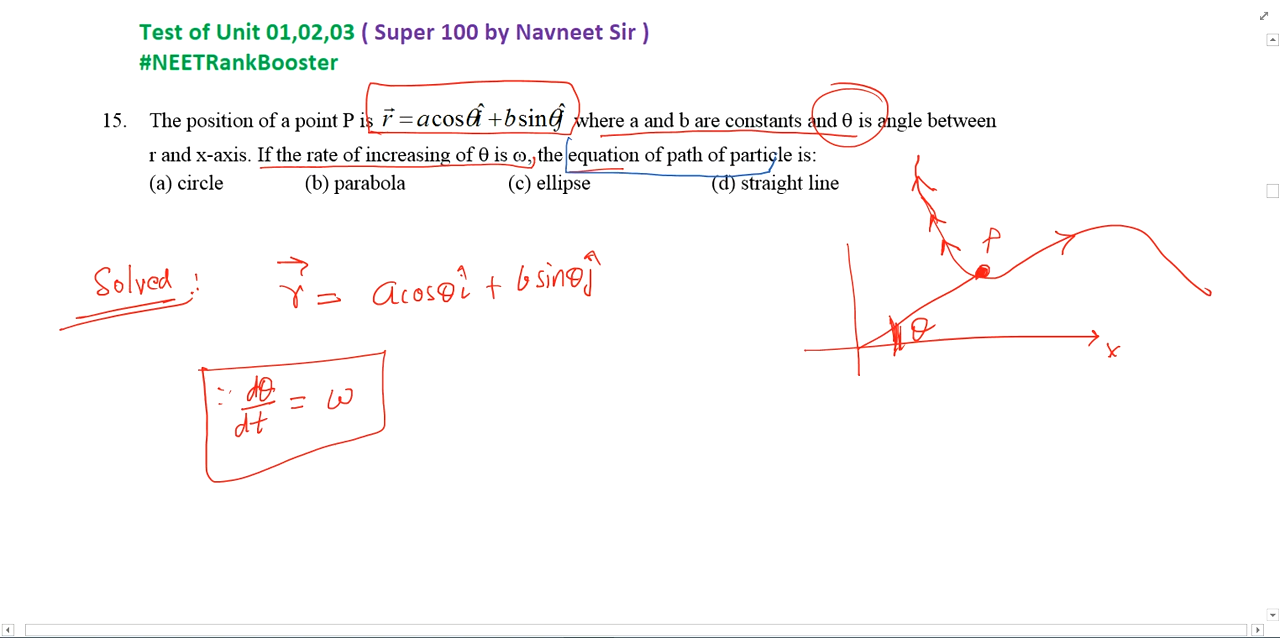 Test of Unit 01,02,03 ( Super 100 by Navneet Sir )
#NEETRankBooster
15. The position of a point P is r⃗ = a cosθî + b sinθĵ where a and b are constants and θ is angle between
r and x-axis. If the rate of increasing of θ is ω, the equation of path of particle is:
(a) circle (b) parabola (c) ellipse (d) straight line
Solved : r⃗ = a cosθ î + b sinθ ĵ
P
θ
x
∵ dθ/dt = ω